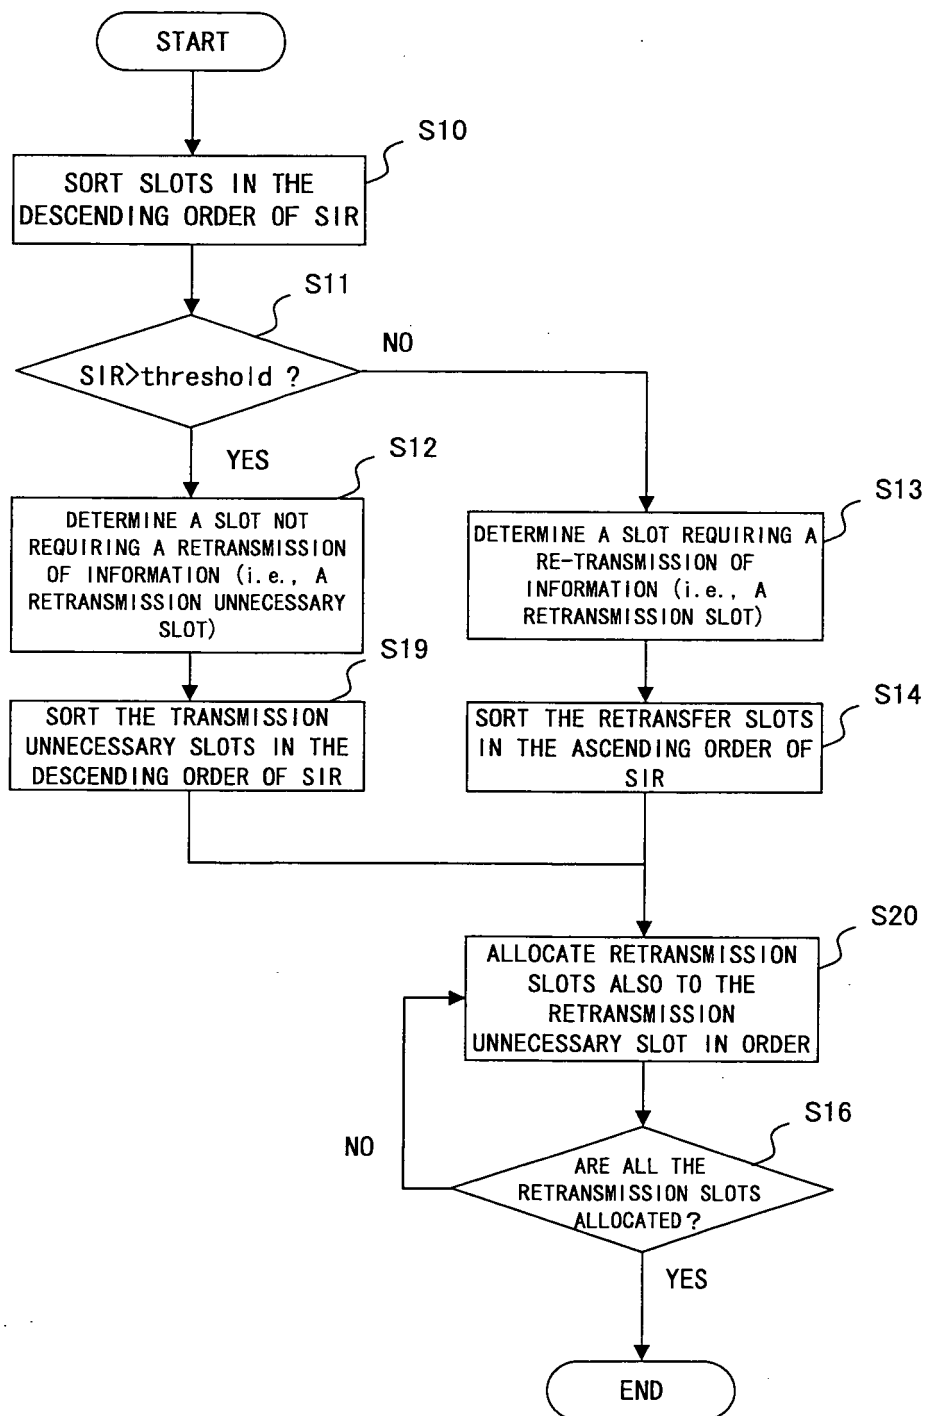 START
S10
SORT SLOTS IN THE
DESCENDING ORDER OF SIR
S11
SIR>threshold ?
NO
YES
S12
DETERMINE A SLOT NOT
REQUIRING A RETRANSMISSION
OF INFORMATION (i.e., A
RETRANSMISSION UNNECESSARY
SLOT)
S13
DETERMINE A SLOT REQUIRING A
RE-TRANSMISSION OF
INFORMATION (i.e., A
RETRANSMISSION SLOT)
S19
SORT THE TRANSMISSION
UNNECESSARY SLOTS IN THE
DESCENDING ORDER OF SIR
S14
SORT THE RETRANSFER SLOTS
IN THE ASCENDING ORDER OF
SIR
S20
ALLOCATE RETRANSMISSION
SLOTS ALSO TO THE
RETRANSMISSION
UNNECESSARY SLOT IN ORDER
S16
NO
ARE ALL THE
RETRANSMISSION SLOTS
ALLOCATED?
YES
END